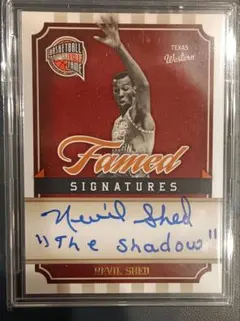 BASKETBALL
HALL OF FAME
TEXAS
Western
Famed
SIGNATURES
Nevil Shed
"The Shadow"
NEVIL SHED